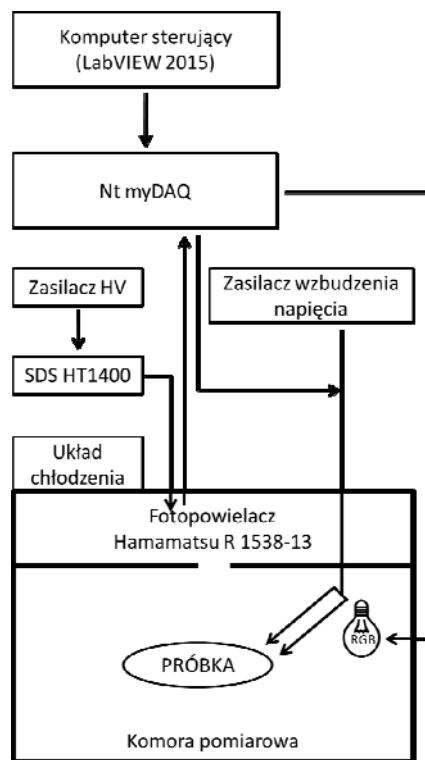 Komputer sterujący
(LabVIEW 2015)
Nt myDAQ
Zasilacz HV
Zasilacz wzbudzenia
napięcia
SDS HT1400
Układ
chłodzenia
Fotopowielacz
Hamamatsu R 1538-13
RGB
PRÓBKA
Komora pomiarowa